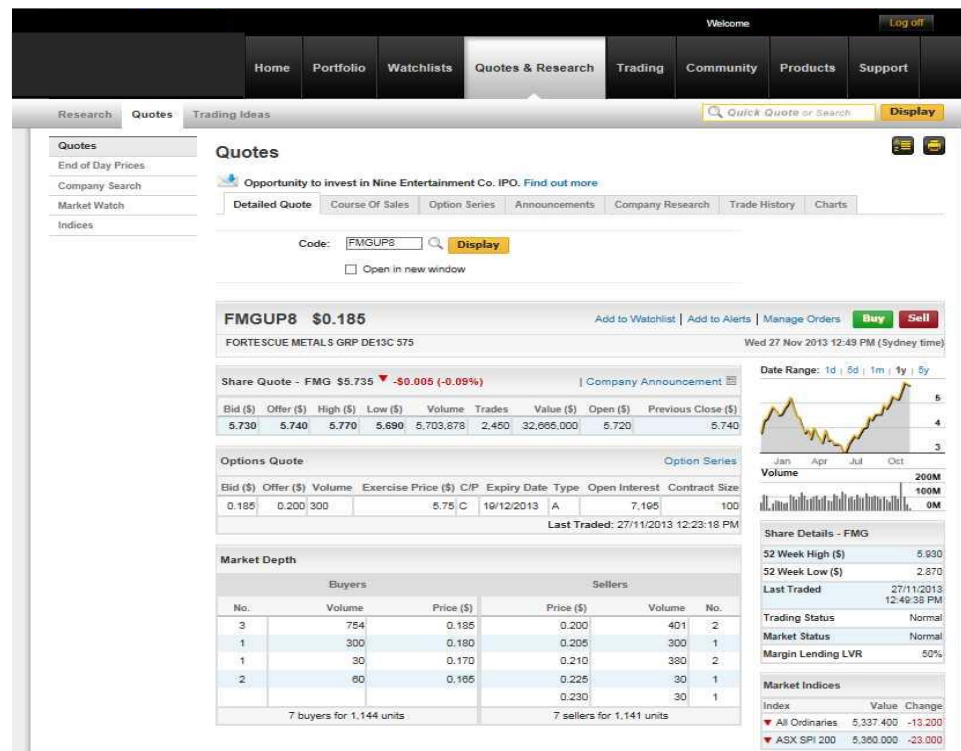 Welcome Log off
Home Portfolio Watchlists Quotes & Research Trading Community Products Support
Research Quotes Trading Ideas Quick Quote or Search Display
Quotes
End of Day Prices
Company Search
Market Watch
Indices
Quotes
Opportunity to invest in Nine Entertainment Co. IPO. Find out more
Detailed Quote Course Of Sales Option Series Announcements Company Research Trade History Charts
Code: FMGUP8 Display
Open in new window
FMGUP8 $0.185 Add to Watchlist | Add to Alerts | Manage Orders Buy Sell
FORTESCUE METALS GRP DE13C 575 Wed 27 Nov 2013 12:49 PM (Sydney time)
Share Quote - FMG $5.735 ▼ -$0.005 (-0.09%) | Company Announcement
Bid ($) Offer ($) High ($) Low ($) Volume Trades Value ($) Open ($) Previous Close ($)
5.730 5.740 5.770 5.690 5,703,878 2,450 32,665,000 5.720 5.740
Options Quote Option Series
Bid ($) Offer ($) Volume Exercise Price ($) C/P Expiry Date Type Open Interest Contract Size
0.185 0.200 300 5.75 C 19/12/2013 A 7,195 100
Last Traded: 27/11/2013 12:23:18 PM
Market Depth
Buyers Sellers
No. Volume Price ($) Price ($) Volume No.
3 754 0.185 0.200 401 2
1 300 0.180 0.205 300 1
1 30 0.170 0.210 380 2
2 60 0.165 0.225 30 1
0.230 30 1
7 buyers for 1,144 units 7 sellers for 1,141 units
Date Range: 1d | 5d | 1m | 1y | 5y
5
4
3
Jan Apr Jul Oct
Volume 200M
100M
0M
Share Details - FMG
52 Week High ($) 5.930
52 Week Low ($) 2.870
Last Traded 27/11/2013
12:49:38 PM
Trading Status Normal
Market Status Normal
Margin Lending LVR 50%
Market Indices
Index Value Change
▼ All Ordinaries 5,337.400 -13.200
▼ ASX SPI 200 5,360.000 -23.000